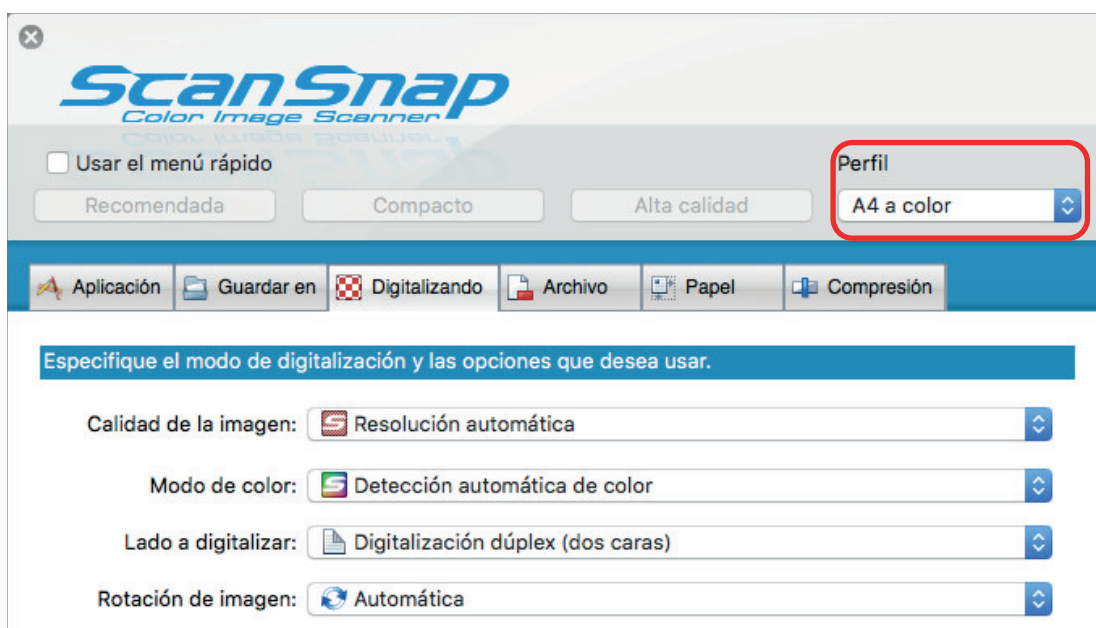 ScanSnap
Color Image Scanner
Usar el menú rápido
Perfil
Recomendada Compacto Alta calidad A4 a color
Aplicación Guardar en Digitalizando Archivo Papel Compresión
Especifique el modo de digitalización y las opciones que desea usar.
Calidad de la imagen: Resolución automática
Modo de color: Detección automática de color
Lado a digitalizar: Digitalización dúplex (dos caras)
Rotación de imagen: Automática